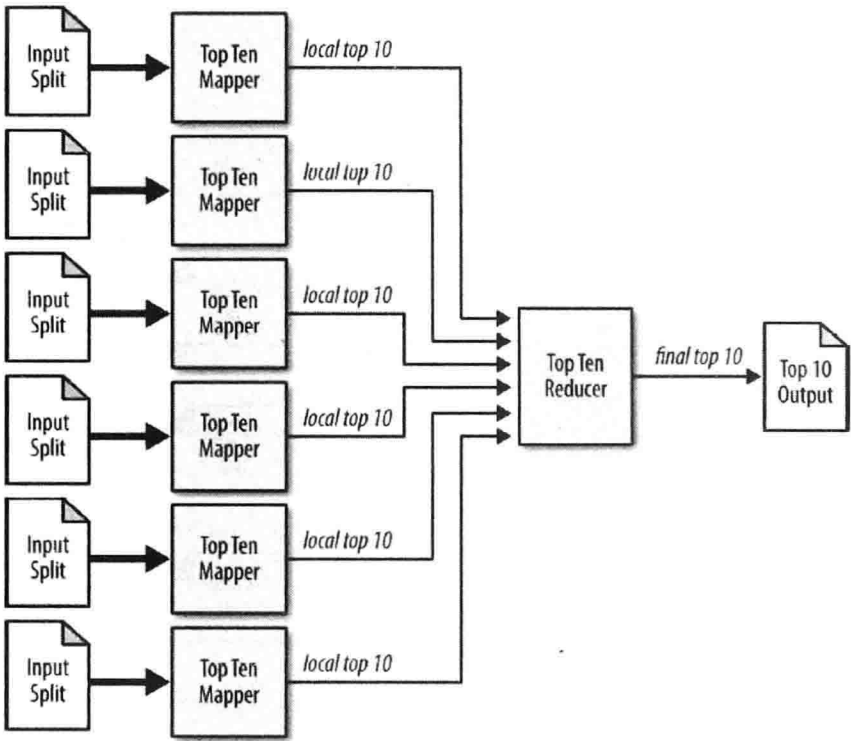 Input
Split
Top Ten
Mapper
local top 10
Input
Split
Top Ten
Mapper
local top 10
Input
Split
Top Ten
Mapper
local top 10
Input
Split
Top Ten
Mapper
local top 10
Input
Split
Top Ten
Mapper
local top 10
Input
Split
Top Ten
Mapper
local top 10
Top Ten
Reducer
final top 10
Top 10
Output